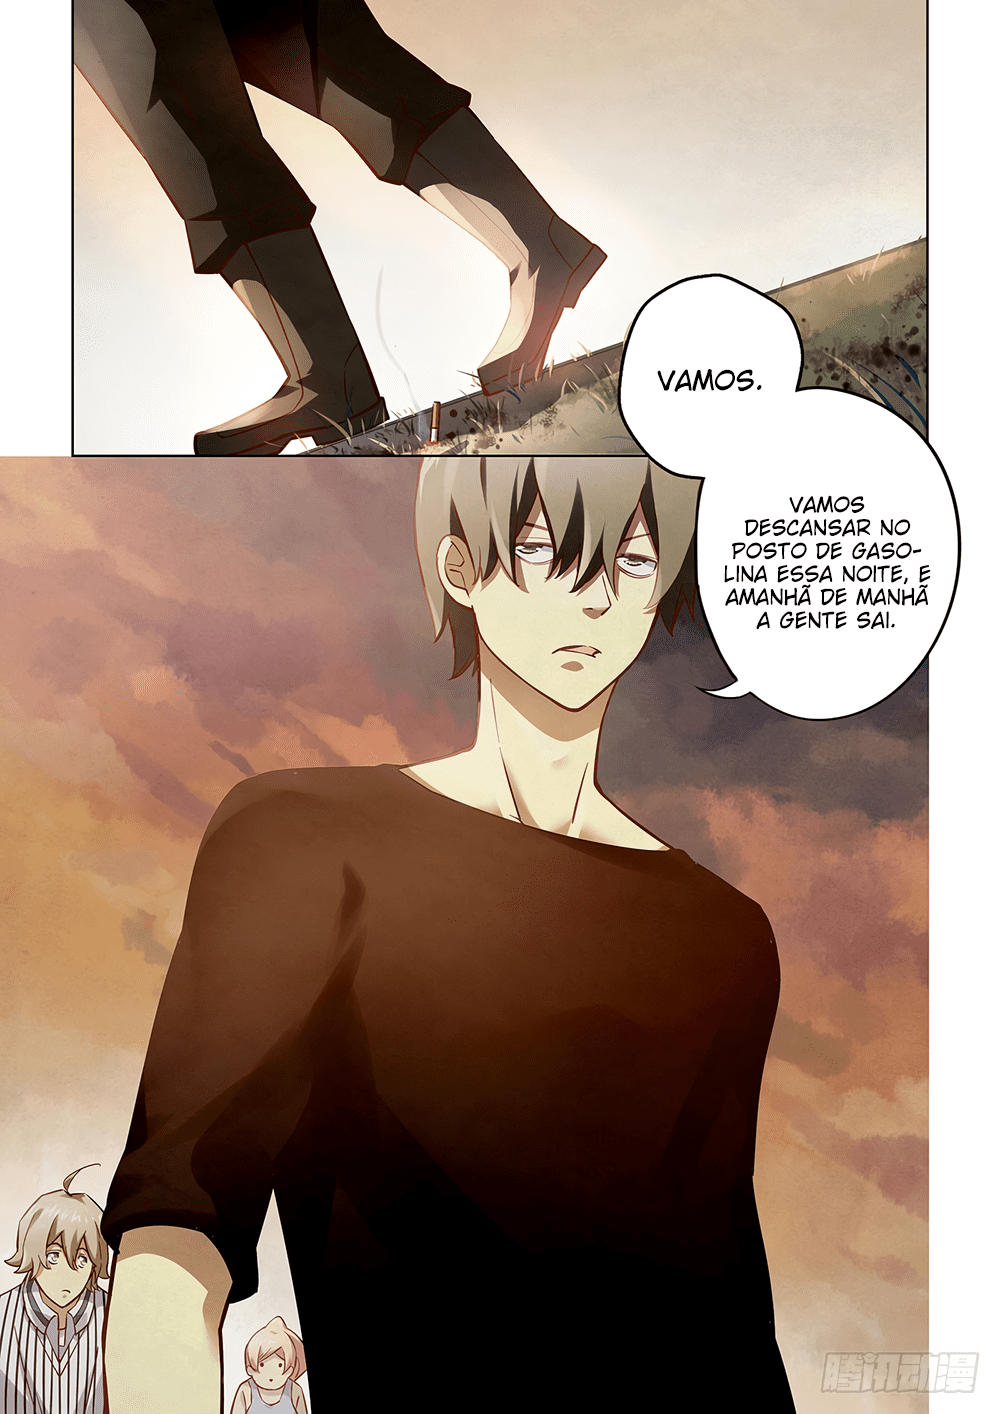 VAMOS.
VAMOS
DESCANSAR NO
POSTO DE GASO-
LINA ESSA NOITE, E
AMANHÃ DE MANHÃ
A GENTE SAI.
腾讯动漫